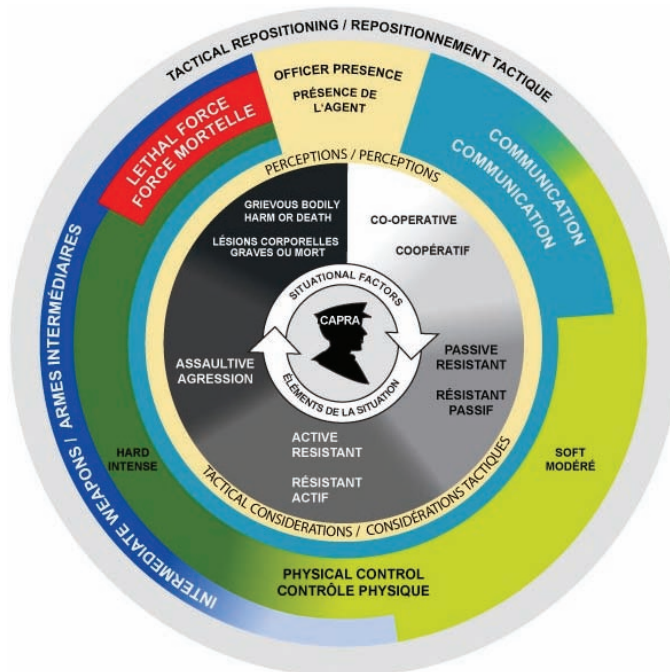 TACTICAL REPOSITIONING / REPOSITIONNEMENT TACTIQUE
OFFICER PRESENCE
PRÉSENCE DE
L'AGENT
COMMUNICATION
COMMUNICATION
LETHAL FORCE
FORCE MORTELLE
PERCEPTIONS / PERCEPTIONS
GRIEVOUS BODILY
HARM OR DEATH
LÉSIONS CORPORELLES
GRAVES OU MORT
CO-OPERATIVE
COOPÉRATIF
SITUATIONAL FACTORS
CAPRA
ÉLÉMENTS DE LA SITUATION
ASSAULTIVE
AGRESSION
PASSIVE
RESISTANT
RÉSISTANT
PASSIF
ACTIVE
RESISTANT
RÉSISTANT
ACTIF
TACTICAL CONSIDERATIONS / CONSIDÉRATIONS TACTIQUES
HARD
INTENSE
SOFT
MODÉRÉ
INTERMEDIATE WEAPONS / ARMES INTERMÉDIAIRES
PHYSICAL CONTROL
CONTRÔLE PHYSIQUE